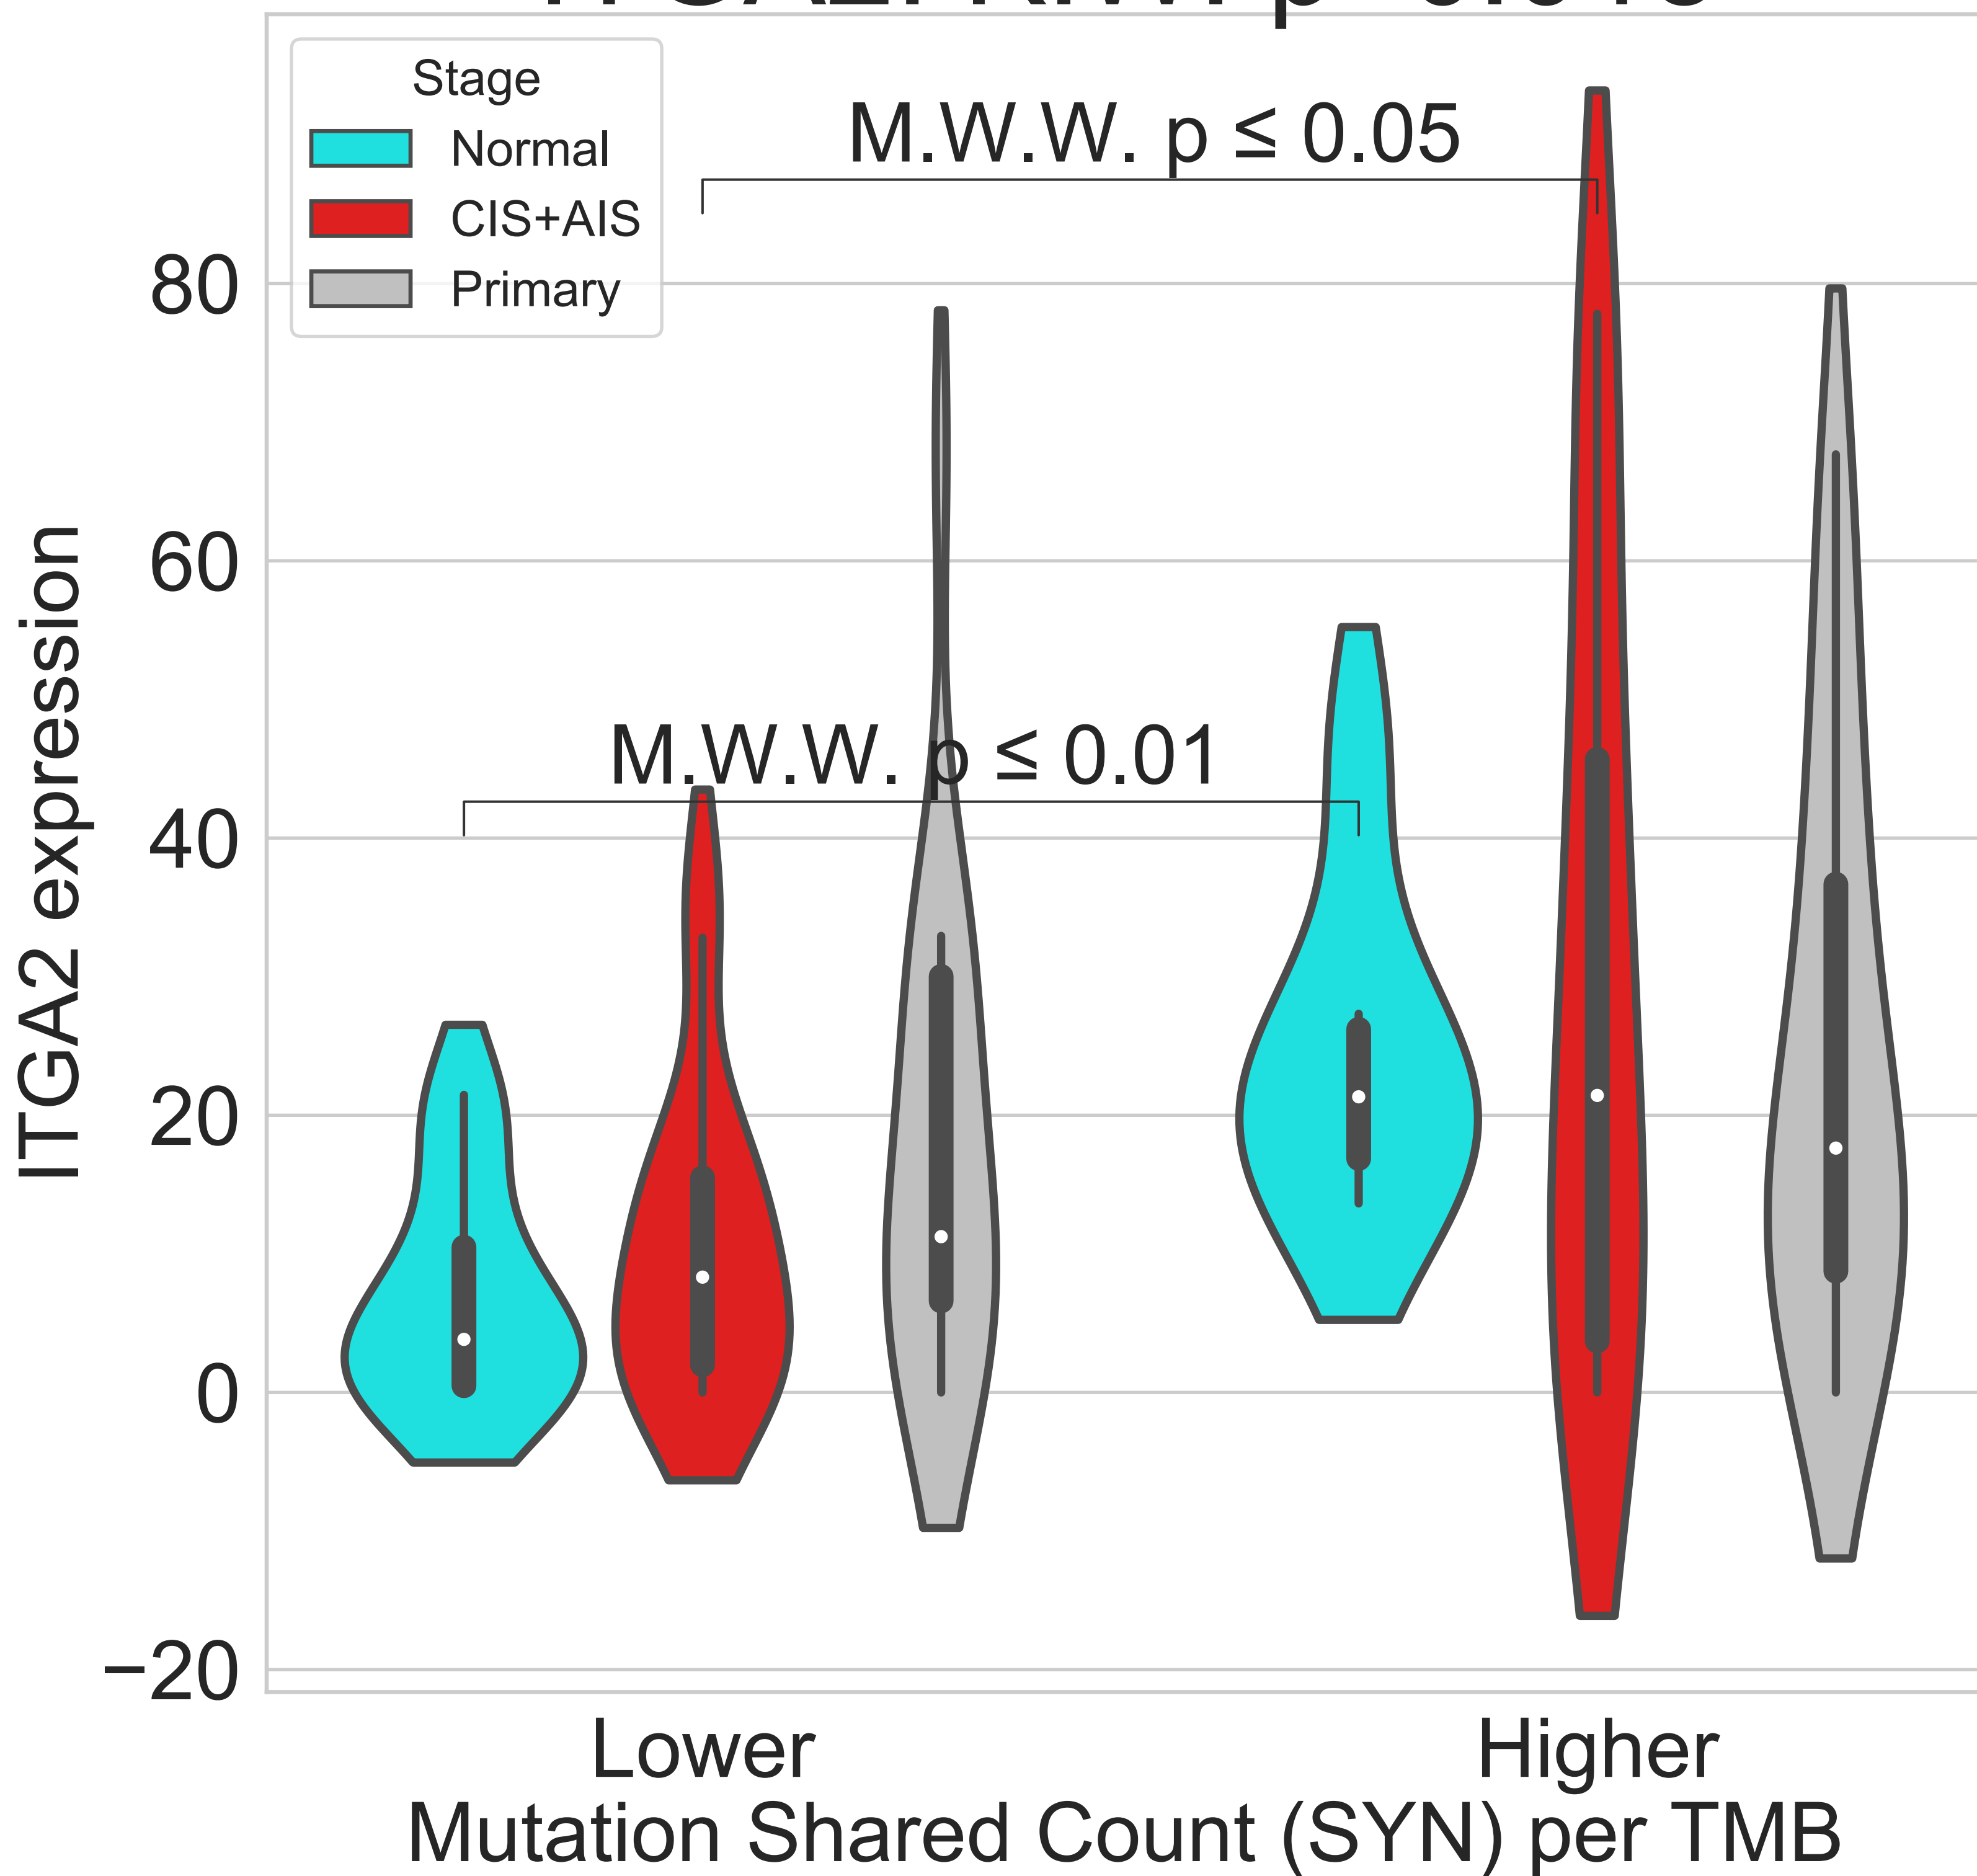 Stage
Normal
CIS+AIS
Primary
M.W.W. p ≤ 0.05
M.W.W. p ≤ 0.01
ITGA2 expression
80
60
40
20
0
−20
Lower
Higher
Mutation Shared Count (SYN) per TMB